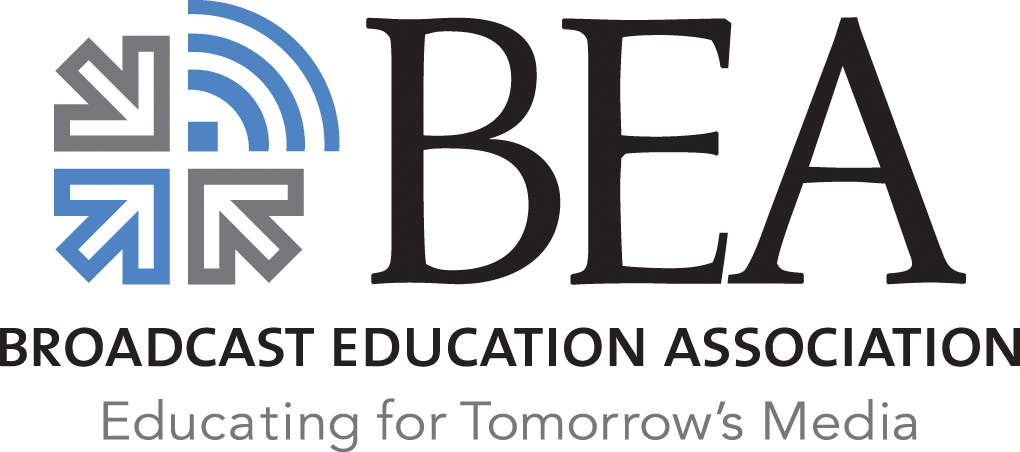 BEA
BROADCAST EDUCATION ASSOCIATION
Educating for Tomorrow's Media